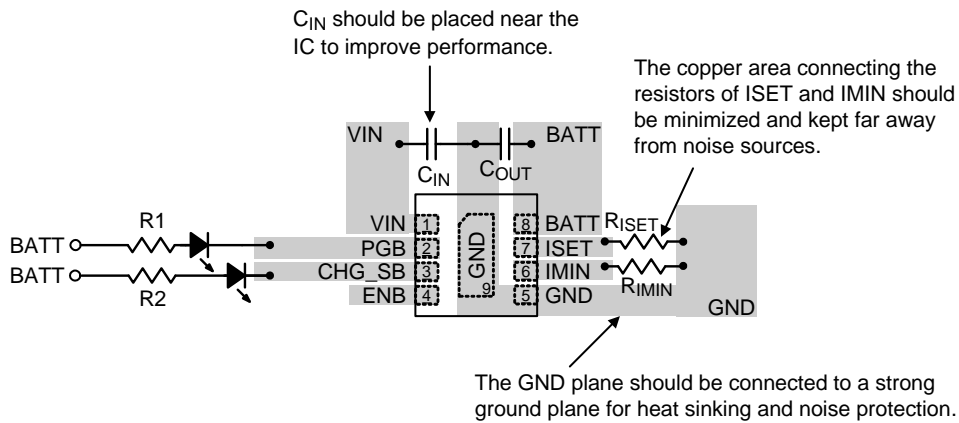 C_IN should be placed near the
IC to improve performance.
The copper area connecting the
resistors of ISET and IMIN should
be minimized and kept far away
from noise sources.
VIN
BATT
C_IN
C_OUT
R1
BATT
BATT
R2
VIN 1
PGB 2
CHG_SB 3
ENB 4
GND
9
8 BATT
7 ISET
6 IMIN
5 GND
R_ISET
R_IMIN
GND
The GND plane should be connected to a strong
ground plane for heat sinking and noise protection.